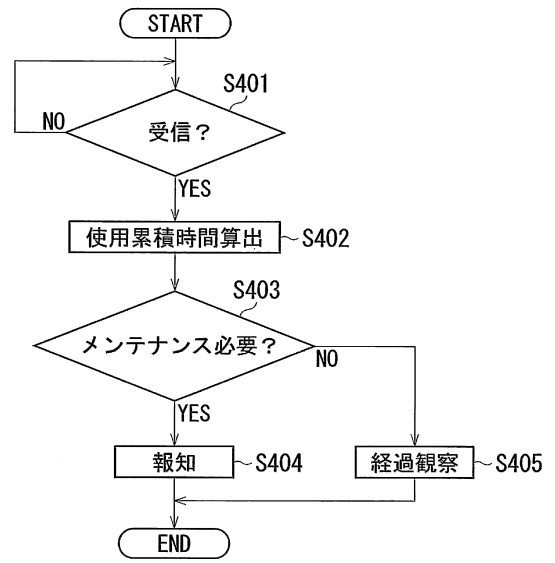 START
S401
NO
受信？
YES
使用累積時間算出
S402
S403
メンテナンス必要？
NO
YES
報知
S404
経過観察
S405
END